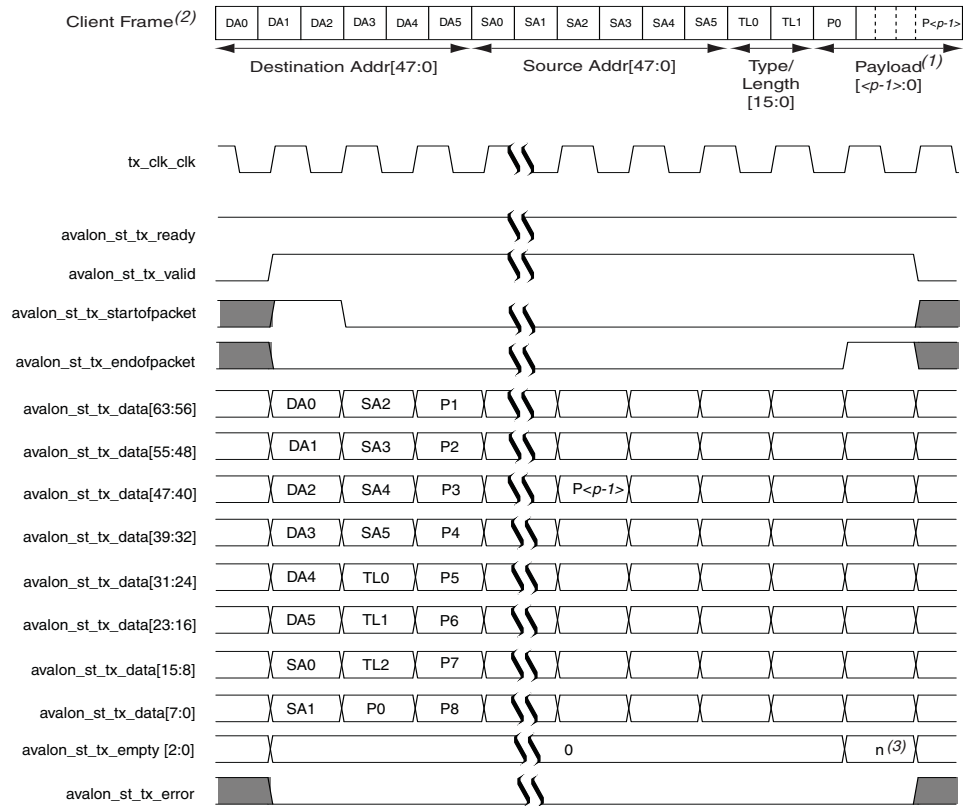 Client Frame(2) DA0 DA1 DA2 DA3 DA4 DA5 SA0 SA1 SA2 SA3 SA4 SA5 TL0 TL1 P0 P<p-1>
Destination Addr[47:0] Source Addr[47:0] Type/ Length [15:0] Payload(1) [<p-1>:0]
tx_clk_clk
avalon_st_tx_ready
avalon_st_tx_valid
avalon_st_tx_startofpacket
avalon_st_tx_endofpacket
avalon_st_tx_data[63:56] DA0 SA2 P1
avalon_st_tx_data[55:48] DA1 SA3 P2
avalon_st_tx_data[47:40] DA2 SA4 P3 P<p-1>
avalon_st_tx_data[39:32] DA3 SA5 P4
avalon_st_tx_data[31:24] DA4 TL0 P5
avalon_st_tx_data[23:16] DA5 TL1 P6
avalon_st_tx_data[15:8] SA0 TL2 P7
avalon_st_tx_data[7:0] SA1 P0 P8
avalon_st_tx_empty [2:0] 0 n(3)
avalon_st_tx_error